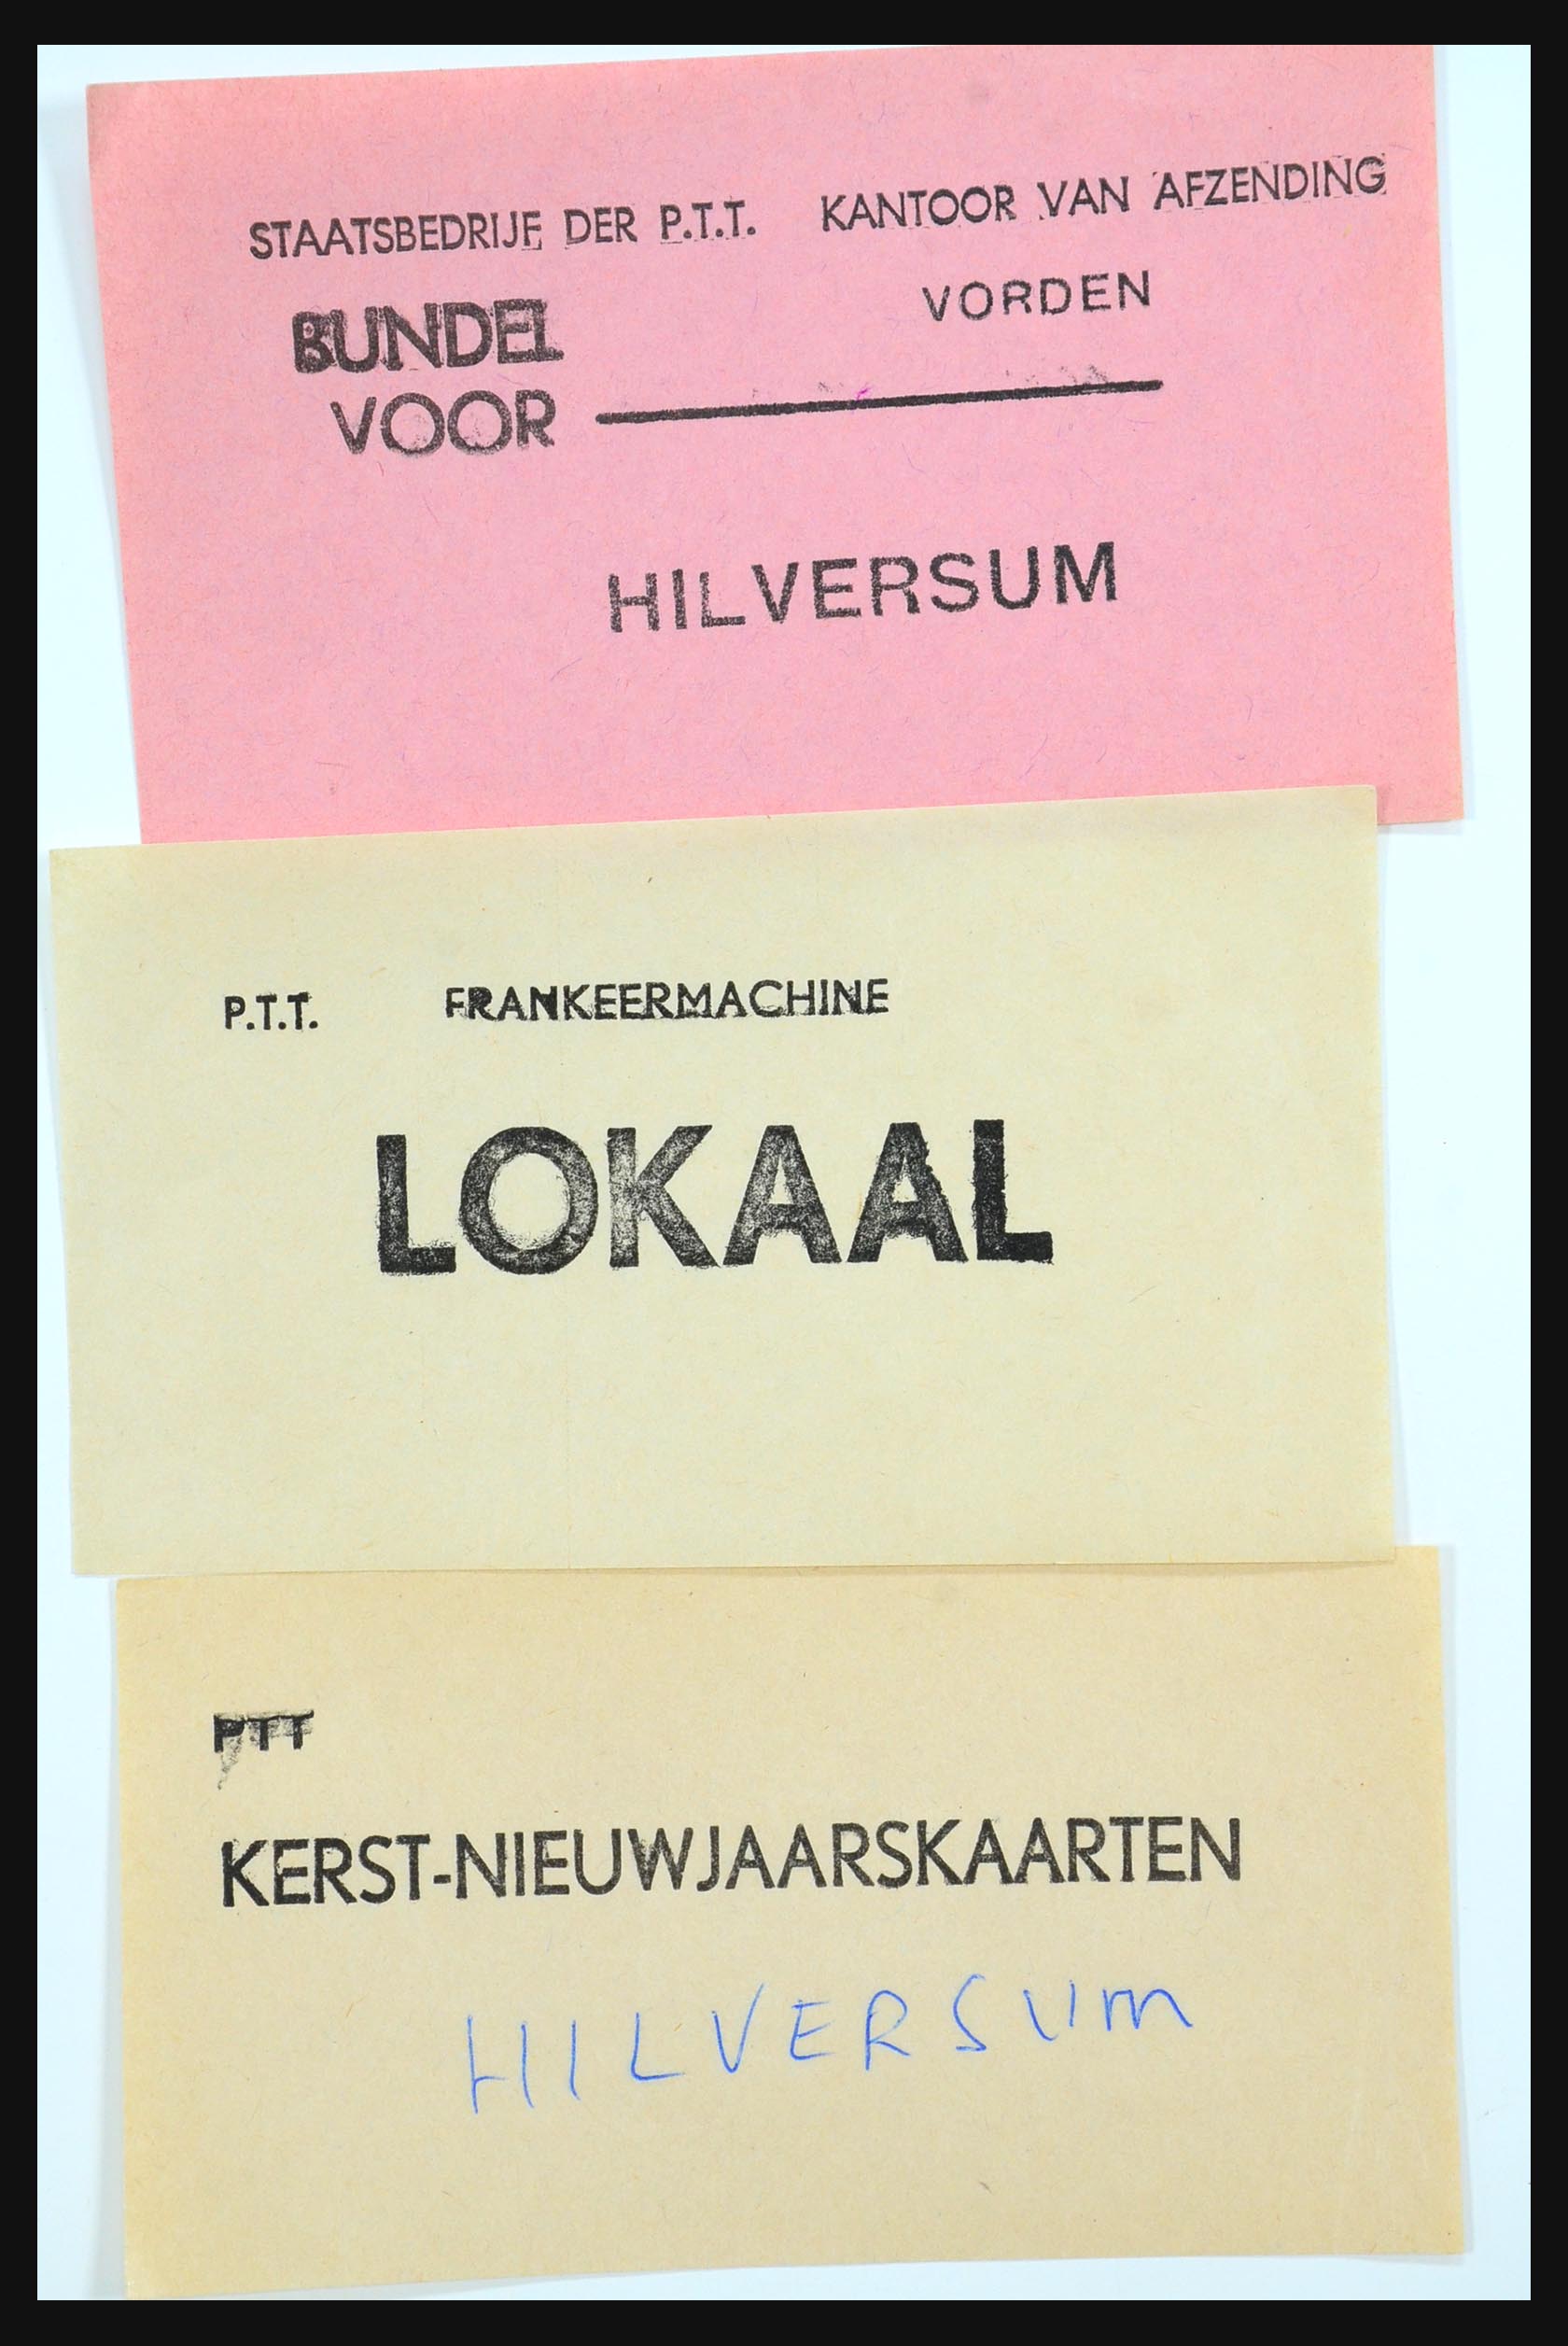 STAATSBEDRIJF DER P.T.T. KANTOOR VAN AFZENDING
VORDEN
BUNDEL
VOOR
HILVERSUM
P.T.T. FRANKEERMACHINE
LOKAAL
PTT
KERST-NIEUWJAARSKAARTEN
HILVERSUM